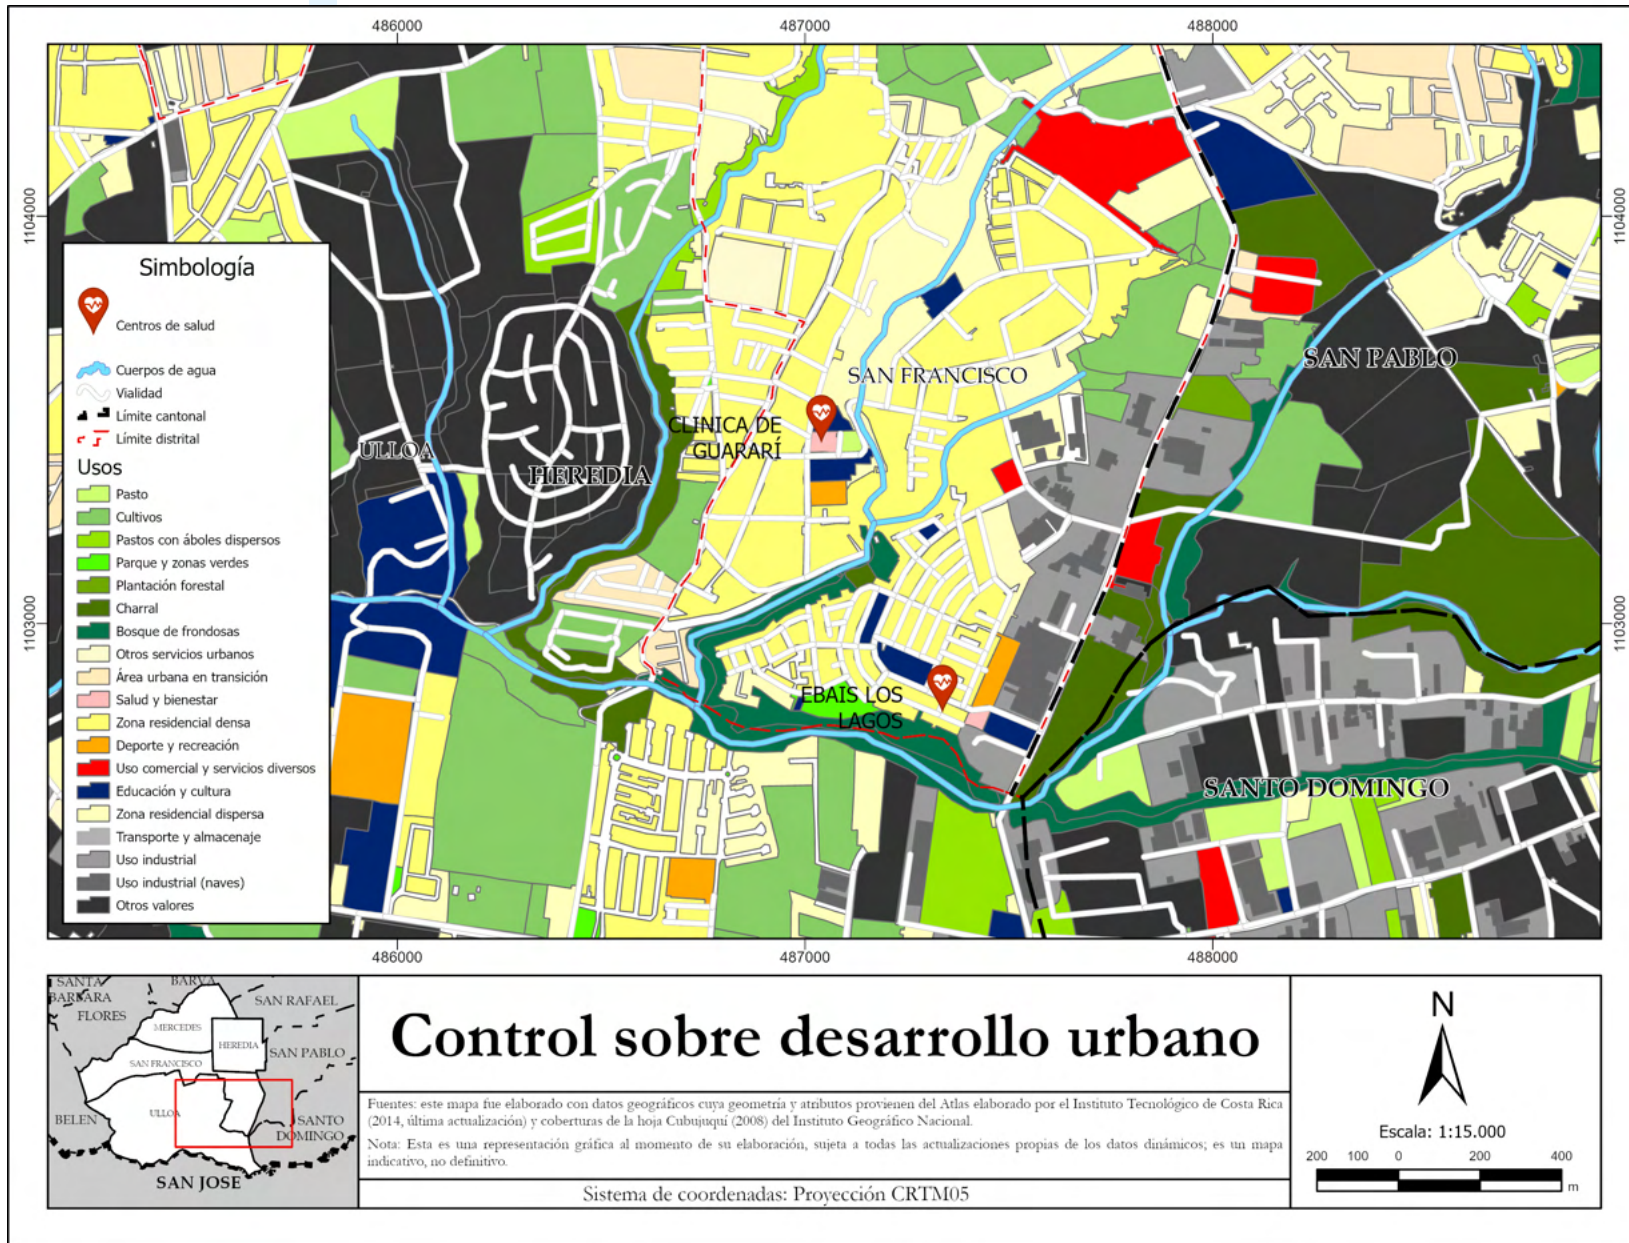 486000
487000
488000
1104000
1104000
Simbología
Centros de salud
Cuerpos de agua
Vialidad
Límite cantonal
Límite distrital
Usos
Pasto
Cultivos
Pastos con áboles dispersos
Parque y zonas verdes
Plantación forestal
Charral
Bosque de frondosas
Otros servicios urbanos
Área urbana en transición
Salud y bienestar
Zona residencial densa
Deporte y recreación
Uso comercial y servicios diversos
Educación y cultura
Zona residencial dispersa
Transporte y almacenaje
Uso industrial
Uso industrial (naves)
Otros valores
SAN PABLO
SAN FRANCISCO
CLINICA DE
GUARARÍ
ULLOA
HEREDIA
1103000
1103000
EBAIS LOS
LAGOS
SANTO DOMINGO
486000
487000
488000
SANTA
BARBARA
BARVA
SAN RAFAEL
FLORES
MERCEDES
HEREDIA
SAN PABLO
SAN FRANCISCO
ULLOA
BELEN
SANTO
DOMINGO
SAN JOSE
Control sobre desarrollo urbano
Fuentes: este mapa fue elaborado con datos geográficos cuya geometría y atributos provienen del Atlas elaborado por el Instituto Tecnológico de Costa Rica
(2014, última actualización) y coberturas de la hoja Cubujuquí (2008) del Instituto Geográfico Nacional.
Nota: Esta es una representación gráfica al momento de su elaboración, sujeta a todas las actualizaciones propias de los datos dinámicos; es un mapa
indicativo, no definitivo.
Sistema de coordenadas: Proyección CRTM05
N
Escala: 1:15.000
200 100 0 200 400
m